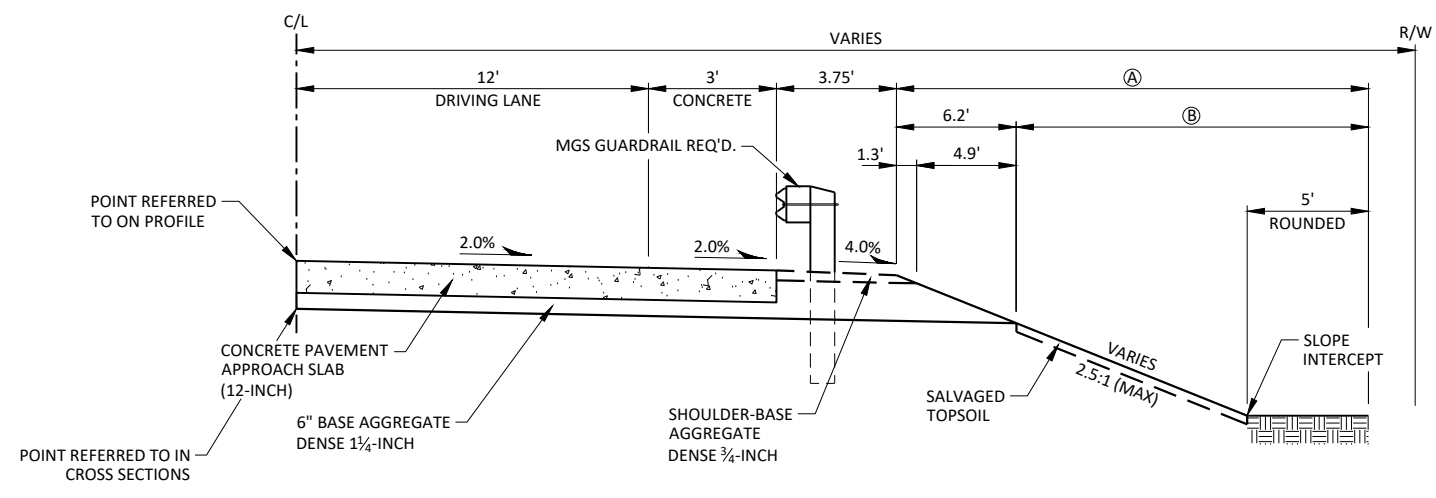 C/L
R/W
VARIES
12'
3'
3.75'
Ⓐ
DRIVING LANE
CONCRETE
6.2'
Ⓑ
MGS GUARDRAIL REQ'D.
1.3'
4.9'
POINT REFERRED
TO ON PROFILE
5'
ROUNDED
2.0%
2.0%
4.0%
CONCRETE PAVEMENT
APPROACH SLAB
(12-INCH)
6" BASE AGGREGATE
DENSE 1¼-INCH
SHOULDER-BASE
AGGREGATE
DENSE ¾-INCH
SALVAGED
TOPSOIL
VARIES
2.5:1 (MAX)
SLOPE
INTERCEPT
POINT REFERRED TO IN
CROSS SECTIONS